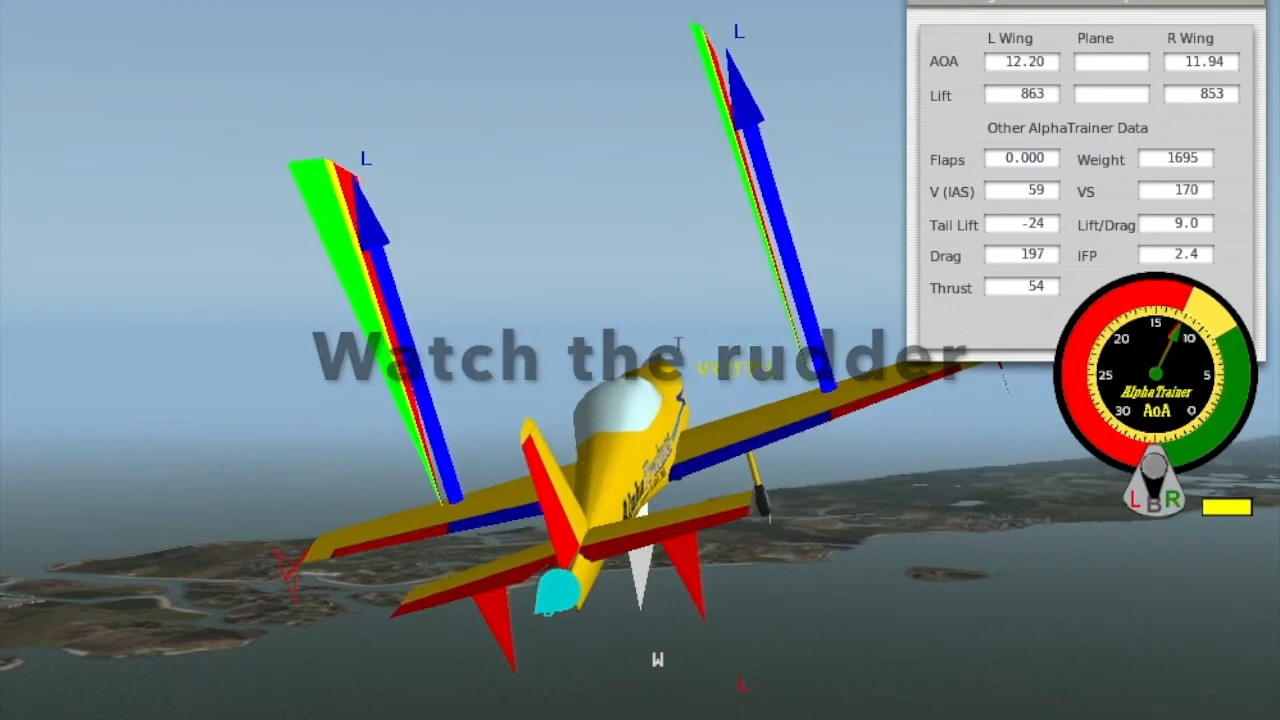 L
L
L Wing Plane R Wing
AOA 12.20 11.94
Lift 863 853
Other AlphaTrainer Data
Flaps 0.000 Weight 1695
V (IAS) 59 VS 170
Tail Lift -24 Lift/Drag 9.0
Drag 197 IFP 2.4
Thrust 54
Watch the rudder
T
15
20 10
25 5
AlphaTrainer
30 AoA 0
L B R
Alpha
W
L